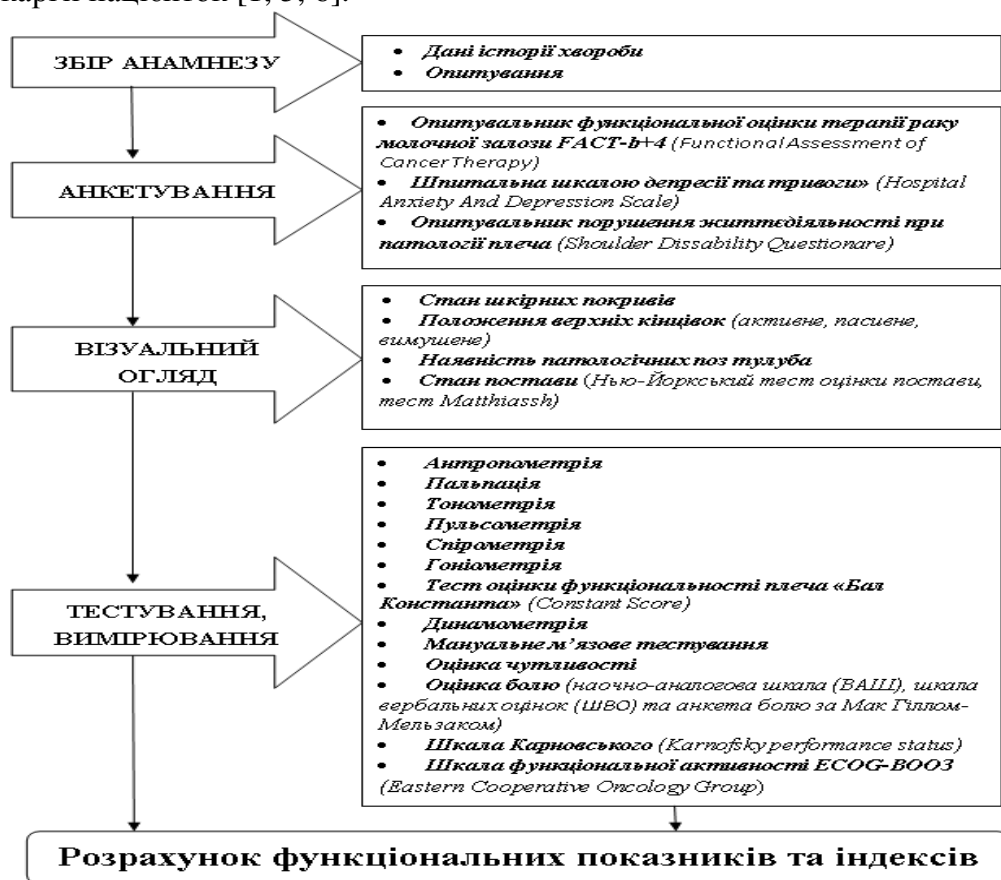 карти пацієнток [1, 5, 6].
ЗБІР АНАМНЕЗУ
• Дані історії хвороби
• Опитування
АНКЕТУВАННЯ
• Опитувальник функціональної оцінки терапії раку
молочної залози FACT-b+4 (Functional Assessment of
Cancer Therapy)
• Шпитальна шкалою депресії та тривоги» (Hospital
Anxiety And Depression Scale)
• Опитувальник порушення життєдіяльності при
патології плеча (Shoulder Dissability Questionare)
ВІЗУАЛЬНИЙ
ОГЛЯД
• Стан шкірних покривів
• Положення верхніх кінцівок (активне, пасивне,
вимушене)
• Наявність патологічних поз тулуба
• Стан постави (Нью-Йоркський тест оцінки постави,
тест Matthiassh)
ТЕСТУВАННЯ,
ВИМІРЮВАННЯ
• Антропометрія
• Пальпація
• Тонометрія
• Пульсометрія
• Спірометрія
• Гоніометрія
• Тест оцінки функціональності плеча «Бал
Константа» (Constant Score)
• Динамометрія
• Мануальне м’язове тестування
• Оцінка чутливості
• Оцінка болю (наочно-аналогова шкала (ВАШ), шкала
вербальних оцінок (ШВО) та анкета болю за Мак Гіллом-
Мельзаком)
• Шкала Карновського (Karnofsky performance status)
• Шкала функціональної активності ECOG-ВООЗ
(Eastern Cooperative Oncology Group)
Розрахунок функціональних показників та індексів